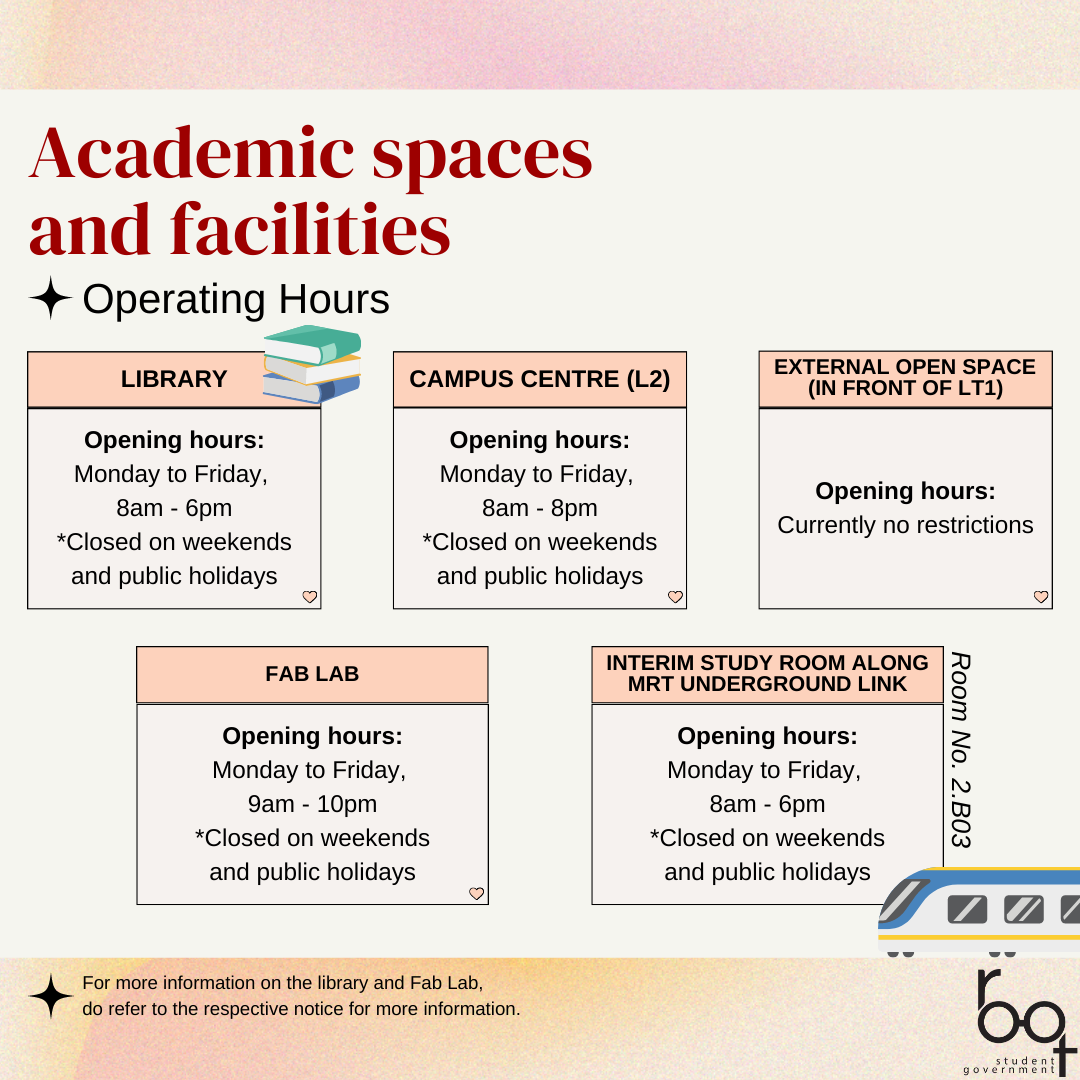 Academic spaces
and facilities
Operating Hours
LIBRARY
Opening hours:
Monday to Friday,
8am - 6pm
*Closed on weekends
and public holidays
CAMPUS CENTRE (L2)
Opening hours:
Monday to Friday,
8am - 8pm
*Closed on weekends
and public holidays
EXTERNAL OPEN SPACE
(IN FRONT OF LT1)
Opening hours:
Currently no restrictions
FAB LAB
Opening hours:
Monday to Friday,
9am - 10pm
*Closed on weekends
and public holidays
INTERIM STUDY ROOM ALONG
MRT UNDERGROUND LINK
Opening hours:
Monday to Friday,
8am - 6pm
*Closed on weekends
and public holidays
Room No. 2.B03
For more information on the library and Fab Lab,
do refer to the respective notice for more information.
root
student
government